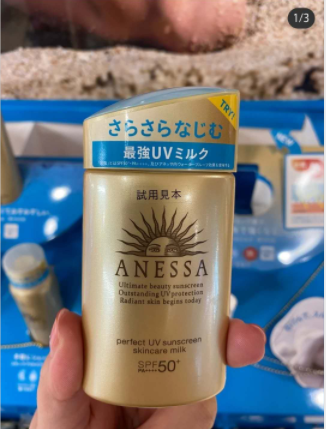 1/3
TRY!
さらさらなじむ
最強UVミルク
試用見本
ANESSA
Ultimate beauty sunscreen
Outstanding UV protection
Radiant skin begins today
perfect UV sunscreen
skincare milk
SPF50+
PA++++